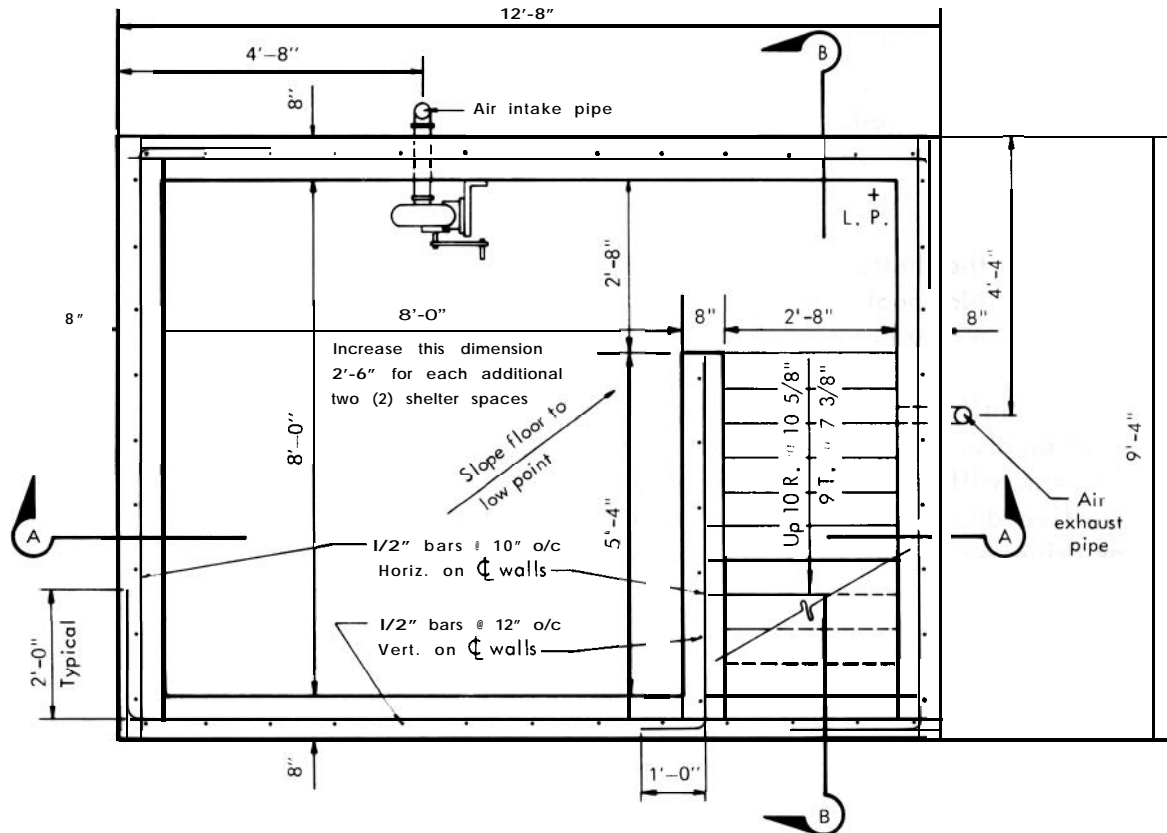 12'-8"
4'-8"
B
8"
Air intake pipe
+
L. P.
2'-8"
4'-4"
8"
8'-0"
8"
2'-8"
8"
Increase this dimension
2'-6" for each additional
two (2) shelter spaces
Up 10 R. @ 10 5/8"
9 T. @ 7 3/8"
9'-4"
8'-0"
Slope floor to
low point
5'-4"
A
Air
exhaust
pipe
A
1/2" bars @ 10" o/c
Horiz. on ℄ walls
1/2" bars @ 12" o/c
Vert. on ℄ walls
2'-0"
Typical
8"
1'-0"
B